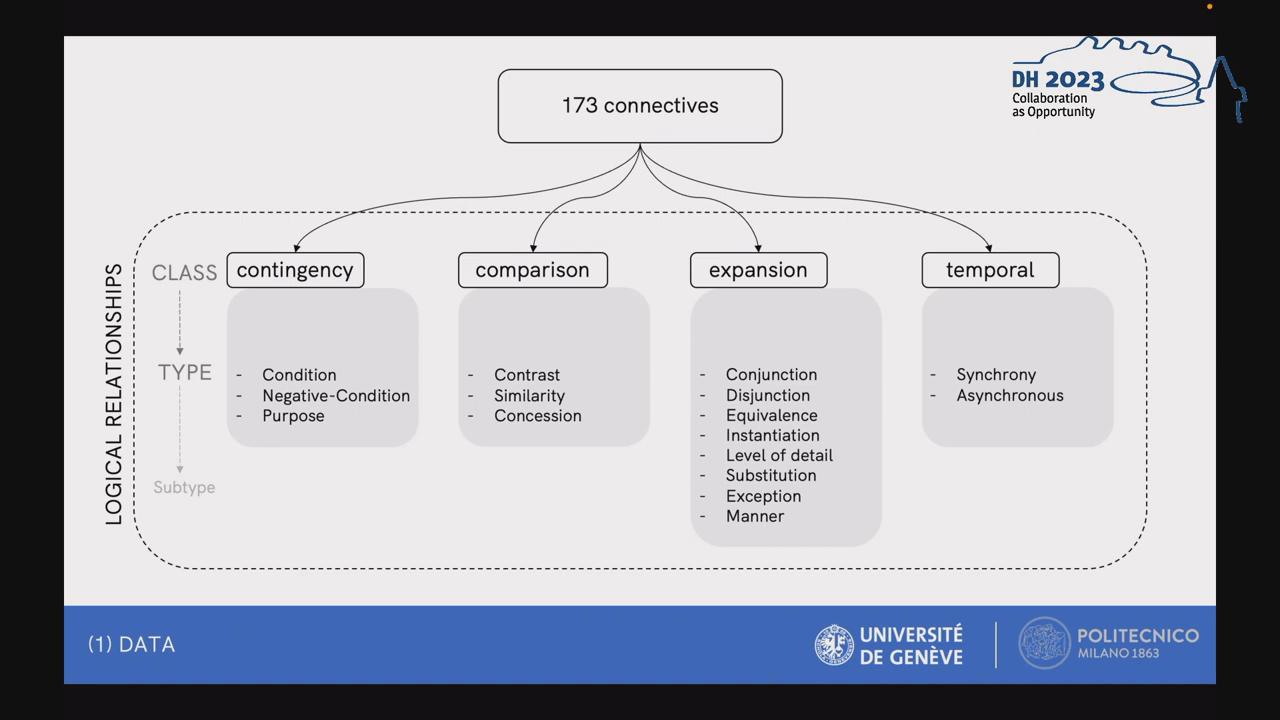 DH 2023
Collaboration
as Opportunity
173 connectives
LOGICAL RELATIONSHIPS
CLASS
TYPE
Subtype
contingency
- Condition
- Negative-Condition
- Purpose
comparison
- Contrast
- Similarity
- Concession
expansion
- Conjunction
- Disjunction
- Equivalence
- Instantiation
- Level of detail
- Substitution
- Exception
- Manner
temporal
- Synchrony
- Asynchronous
(1) DATA
UNIVERSITÉ
DE GENÈVE
POLITECNICO
MILANO 1863